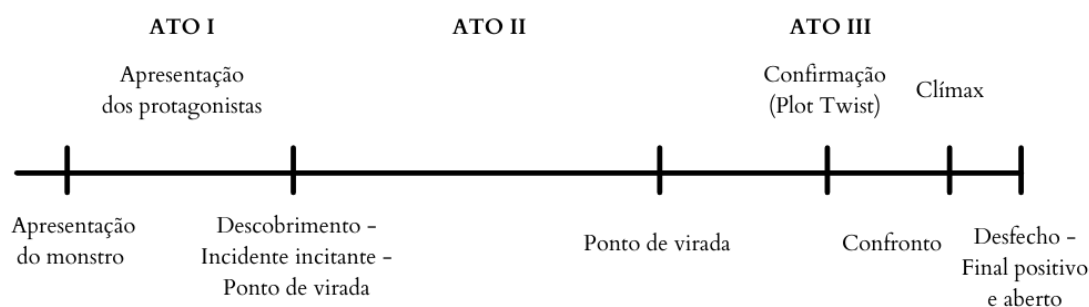 ATO I
ATO II
ATO III
Apresentação
dos protagonistas
Confirmação
(Plot Twist)
Clímax
Apresentação
do monstro
Descobrimento -
Incidente incitante -
Ponto de virada
Ponto de virada
Confronto
Desfecho -
Final positivo
e aberto